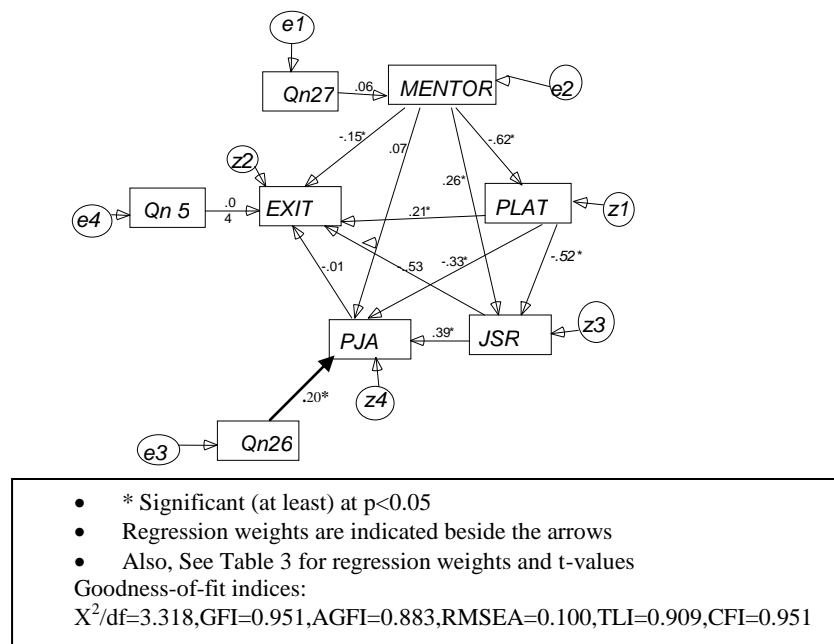 e1
Qn27
.06
MENTOR
e2
-.15*
.07
-.62*
z2
.26*
e4
Qn 5
.0
4
EXIT
.21*
PLAT
z1
-.01
-.53
-.33*
-.52*
PJA
.39*
JSR
z3
.20*
z4
e3
Qn26
• * Significant (at least) at p<0.05
• Regression weights are indicated beside the arrows
• Also, See Table 3 for regression weights and t-values
Goodness-of-fit indices:
X²/df=3.318,GFI=0.951,AGFI=0.883,RMSEA=0.100,TLI=0.909,CFI=0.951